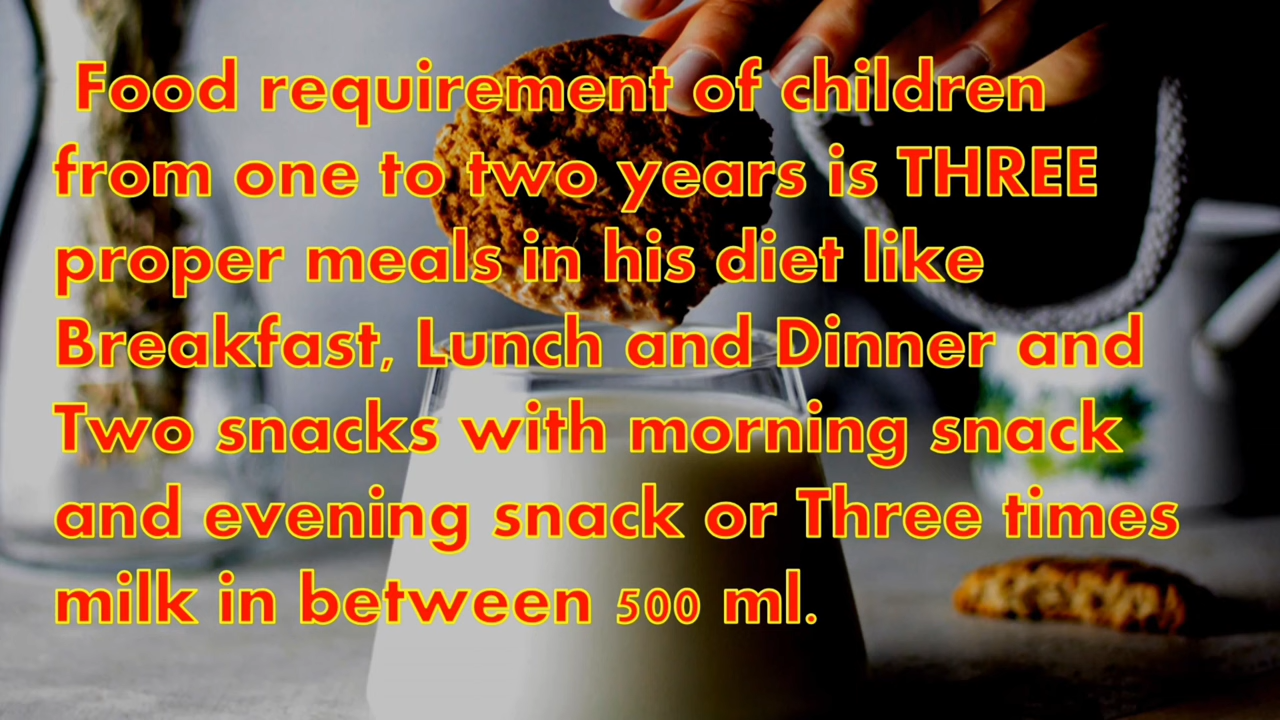 Food requirement of children
from one to two years is THREE
proper meals in his diet like
Breakfast, Lunch and Dinner and
Two snacks with morning snack
and evening snack or Three times
milk in between 500 ml.